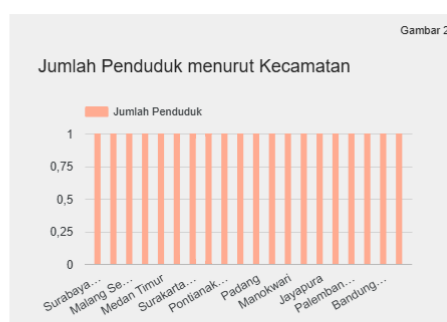 Gambar 2
Jumlah Penduduk menurut Kecamatan
Jumlah Penduduk
1
0,75
0,5
0,25
0
Surabaya...
Malang Se...
Medan Timur
Surakarta...
Pontianak...
Padang
Manokwari
Jayapura
Palemban...
Bandung...